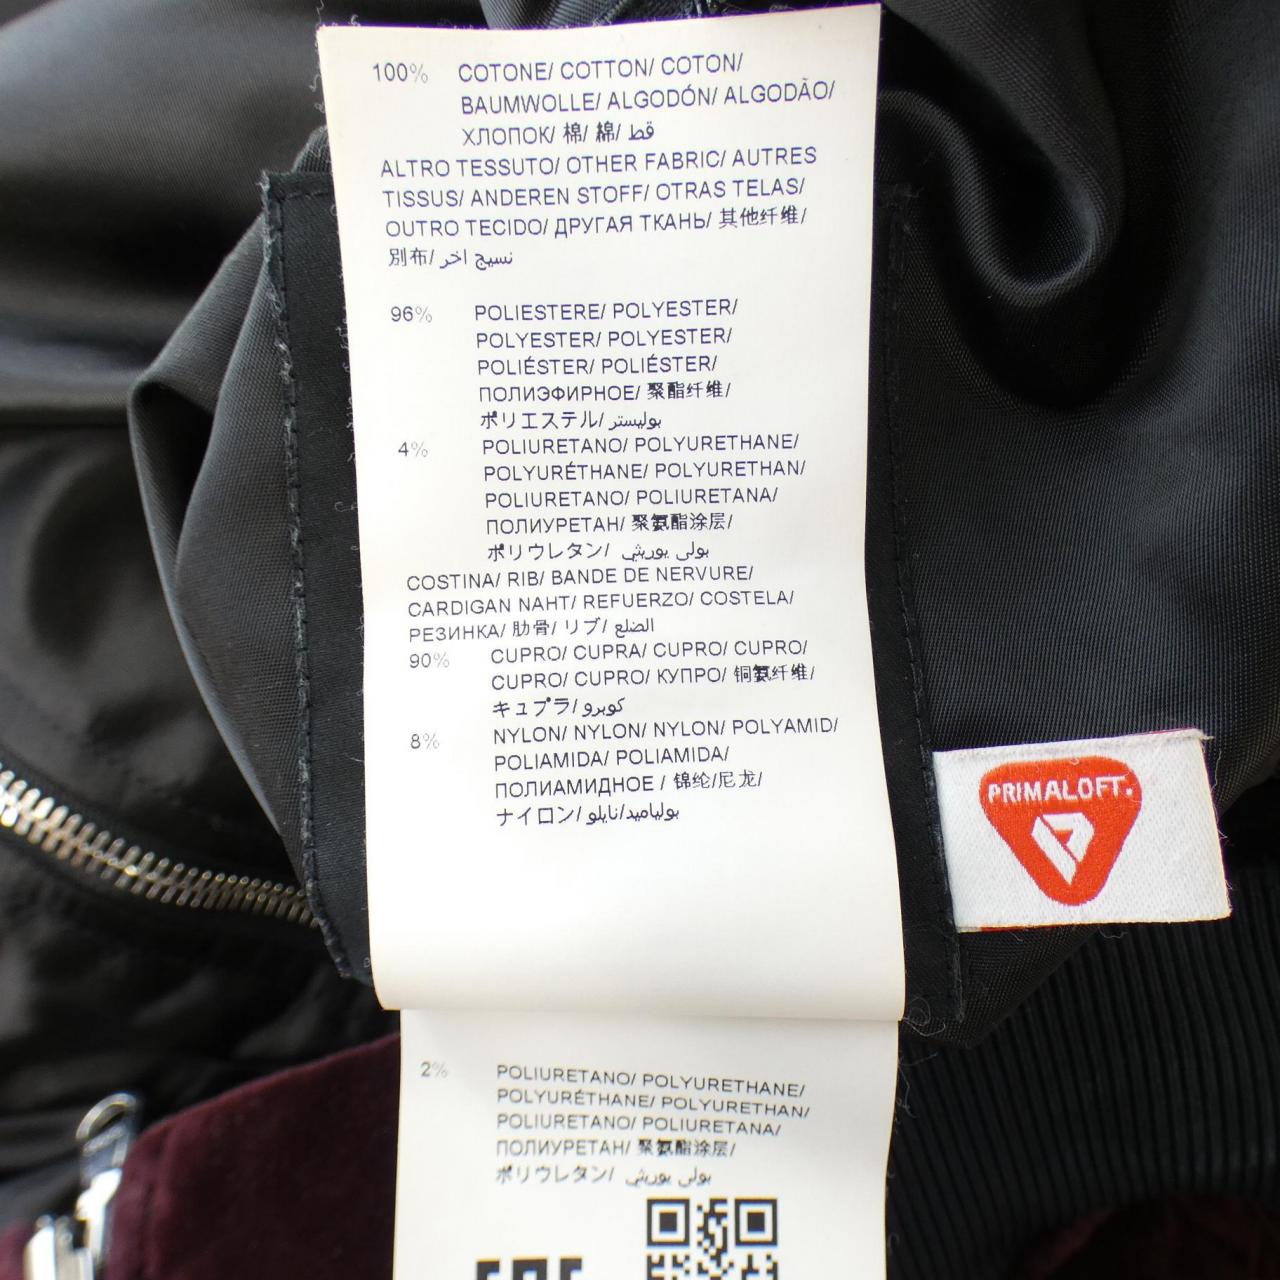 100% COTONE/ COTTON/ COTON/
BAUMWOLLE/ ALGODÓN/ ALGODÃO/
ХЛОПОК/ 棉/ 綿/ قط
ALTRO TESSUTO/ OTHER FABRIC/ AUTRES
TISSUS/ ANDEREN STOFF/ OTRAS TELAS/
OUTRO TECIDO/ ДРУГАЯ ТКАНЬ/ 其他纤维/
別布/ نسيج اخر
96% POLIESTERE/ POLYESTER/
POLYESTER/ POLYESTER/
POLIÉSTER/ POLIÉSTER/
ПОЛИЭФИРНОЕ/ 聚酯纤维/
ポリエステル/ بوليستر
4% POLIURETANO/ POLYURETHANE/
POLYURÉTHANE/ POLYURETHAN/
POLIURETANO/ POLIURETANA/
ПОЛИУРЕТАН/ 聚氨酯涂层/
ポリウレタン/ بولي يوريثي
COSTINA/ RIB/ BANDE DE NERVURE/
CARDIGAN NAHT/ REFUERZO/ COSTELA/
РЕЗИНКА/ 肋骨/ リブ/ الضلع
90% CUPRO/ CUPRA/ CUPRO/ CUPRO/
CUPRO/ CUPRO/ КУПРО/ 铜氨纤维/
キュプラ/ كوبرو
8% NYLON/ NYLON/ NYLON/ POLYAMID/
POLIAMIDA/ POLIAMIDA/
ПОЛИАМИДНОЕ / 锦纶/尼龙/
ナイロン/ بولياميد/نايلو
PRIMALOFT.
2% POLIURETANO/ POLYURETHANE/
POLYURÉTHANE/ POLYURETHAN/
POLIURETANO/ POLIURETANA/
ПОЛИУРЕТАН/ 聚氨酯涂层/
ポリウレタン/ بولي يوريثي